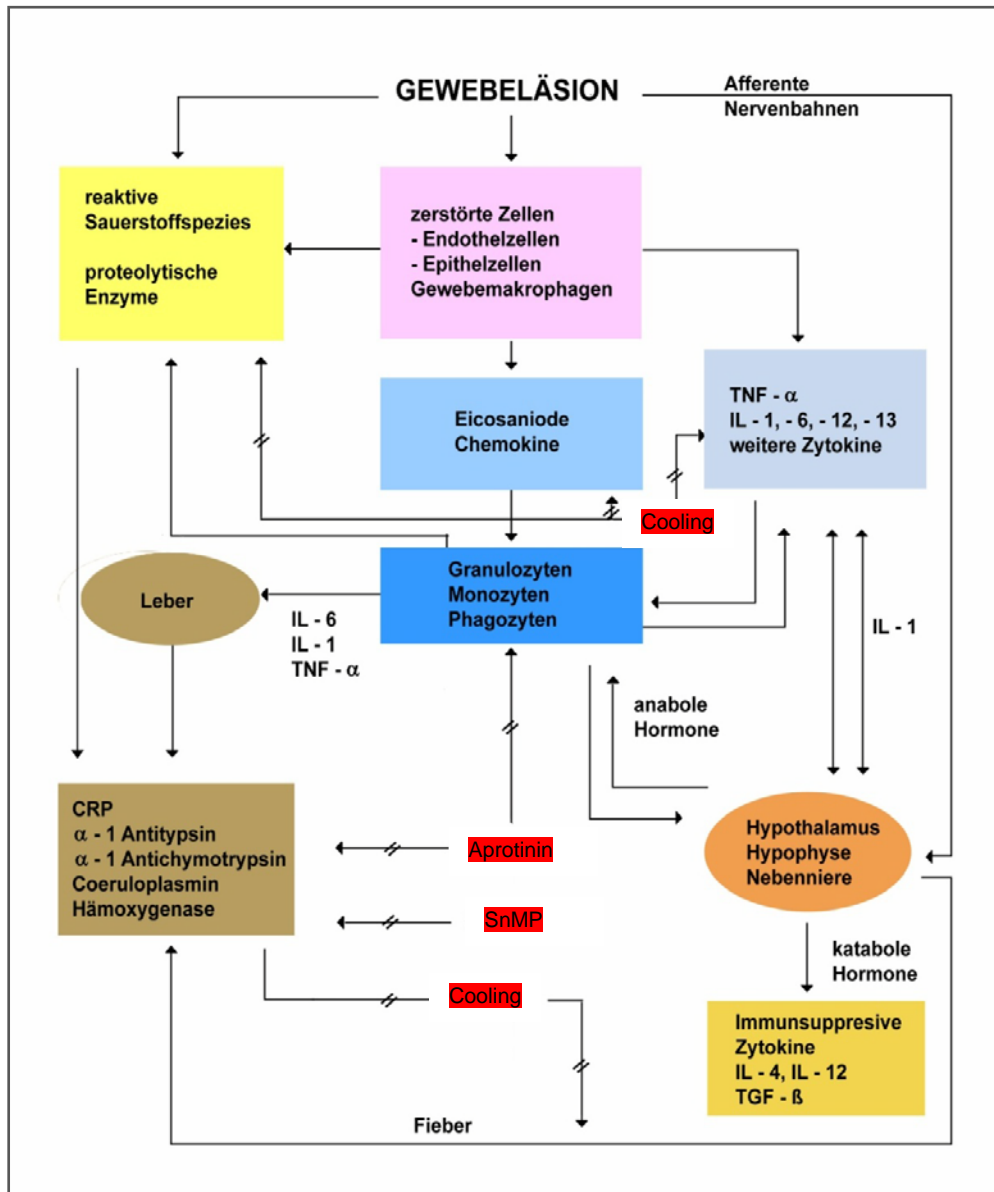 GEWEBELÄSION
Afferente
Nervenbahnen
reaktive
Sauerstoffspezies
proteolytische
Enzyme
zerstörte Zellen
- Endothelzellen
- Epithelzellen
Gewebemakrophagen
Eicosaniode
Chemokine
TNF - α
IL - 1, - 6, - 12, - 13
weitere Zytokine
Cooling
Granulozyten
Monozyten
Phagozyten
Leber
IL - 6
IL - 1
TNF - α
IL - 1
anabole
Hormone
CRP
α - 1 Antitypsin
α - 1 Antichymotrypsin
Coeruloplasmin
Hämoxygenase
Aprotinin
SnMP
Cooling
Hypothalamus
Hypophyse
Nebenniere
katabole
Hormone
Immunsuppresive
Zytokine
IL - 4, IL - 12
TGF - ß
Fieber